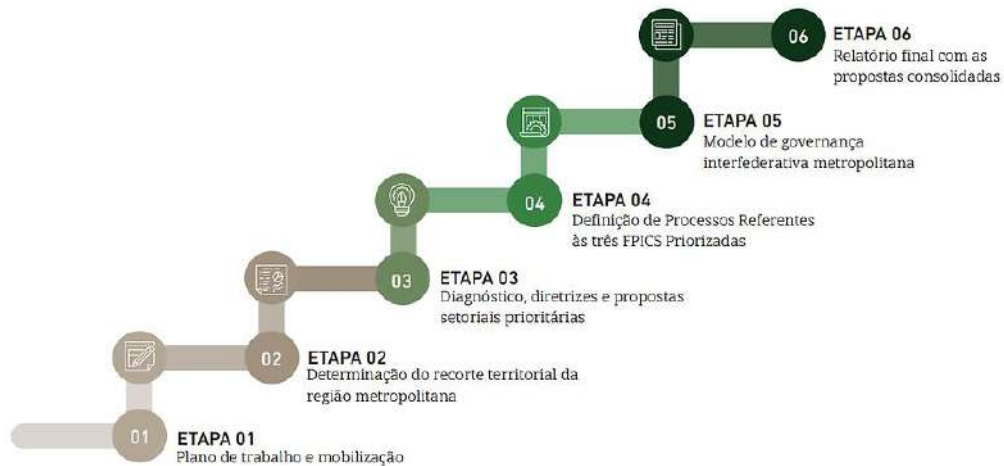 06
ETAPA 06
Relatório final com as
propostas consolidadas
05
ETAPA 05
Modelo de governança
interfederativa metropolitana
04
ETAPA 04
Definição de Processos Referentes
às três FPICS Priorizadas
03
ETAPA 03
Diagnóstico, diretrizes e propostas
setoriais prioritárias
02
ETAPA 02
Determinação do recorte territorial da
região metropolitana
01
ETAPA 01
Plano de trabalho e mobilização